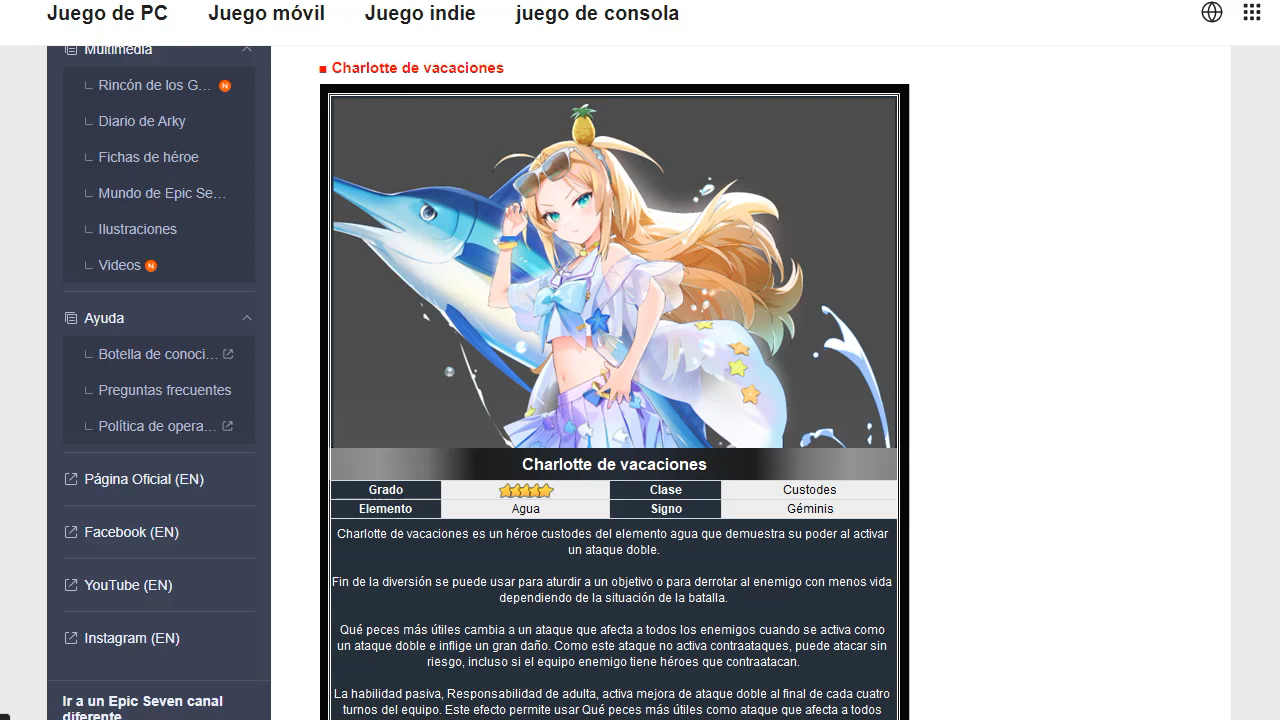 Juego de PC Juego móvil Juego indie juego de consola
Multimedia
Rincón de los G... N
Diario de Arky
Fichas de héroe
Mundo de Epic Se...
Ilustraciones
Videos N
Ayuda
Botella de conoci...
Preguntas frecuentes
Política de opera...
Página Oficial (EN)
Facebook (EN)
YouTube (EN)
Instagram (EN)
Ir a un Epic Seven canal
diferente
Charlotte de vacaciones
Charlotte de vacaciones
Grado Clase Custodes
Elemento Agua Signo Géminis
Charlotte de vacaciones es un héroe custodes del elemento agua que demuestra su poder al activar
un ataque doble.
Fin de la diversión se puede usar para aturdir a un objetivo o para derrotar al enemigo con menos vida
dependiendo de la situación de la batalla.
Qué peces más útiles cambia a un ataque que afecta a todos los enemigos cuando se activa como
un ataque doble e inflige un gran daño. Como este ataque no activa contraataques, puede atacar sin
riesgo, incluso si el equipo enemigo tiene héroes que contraatacan.
La habilidad pasiva, Responsabilidad de adulta, activa mejora de ataque doble al final de cada cuatro
turnos del equipo. Este efecto permite usar Qué peces más útiles como ataque que afecta a todos